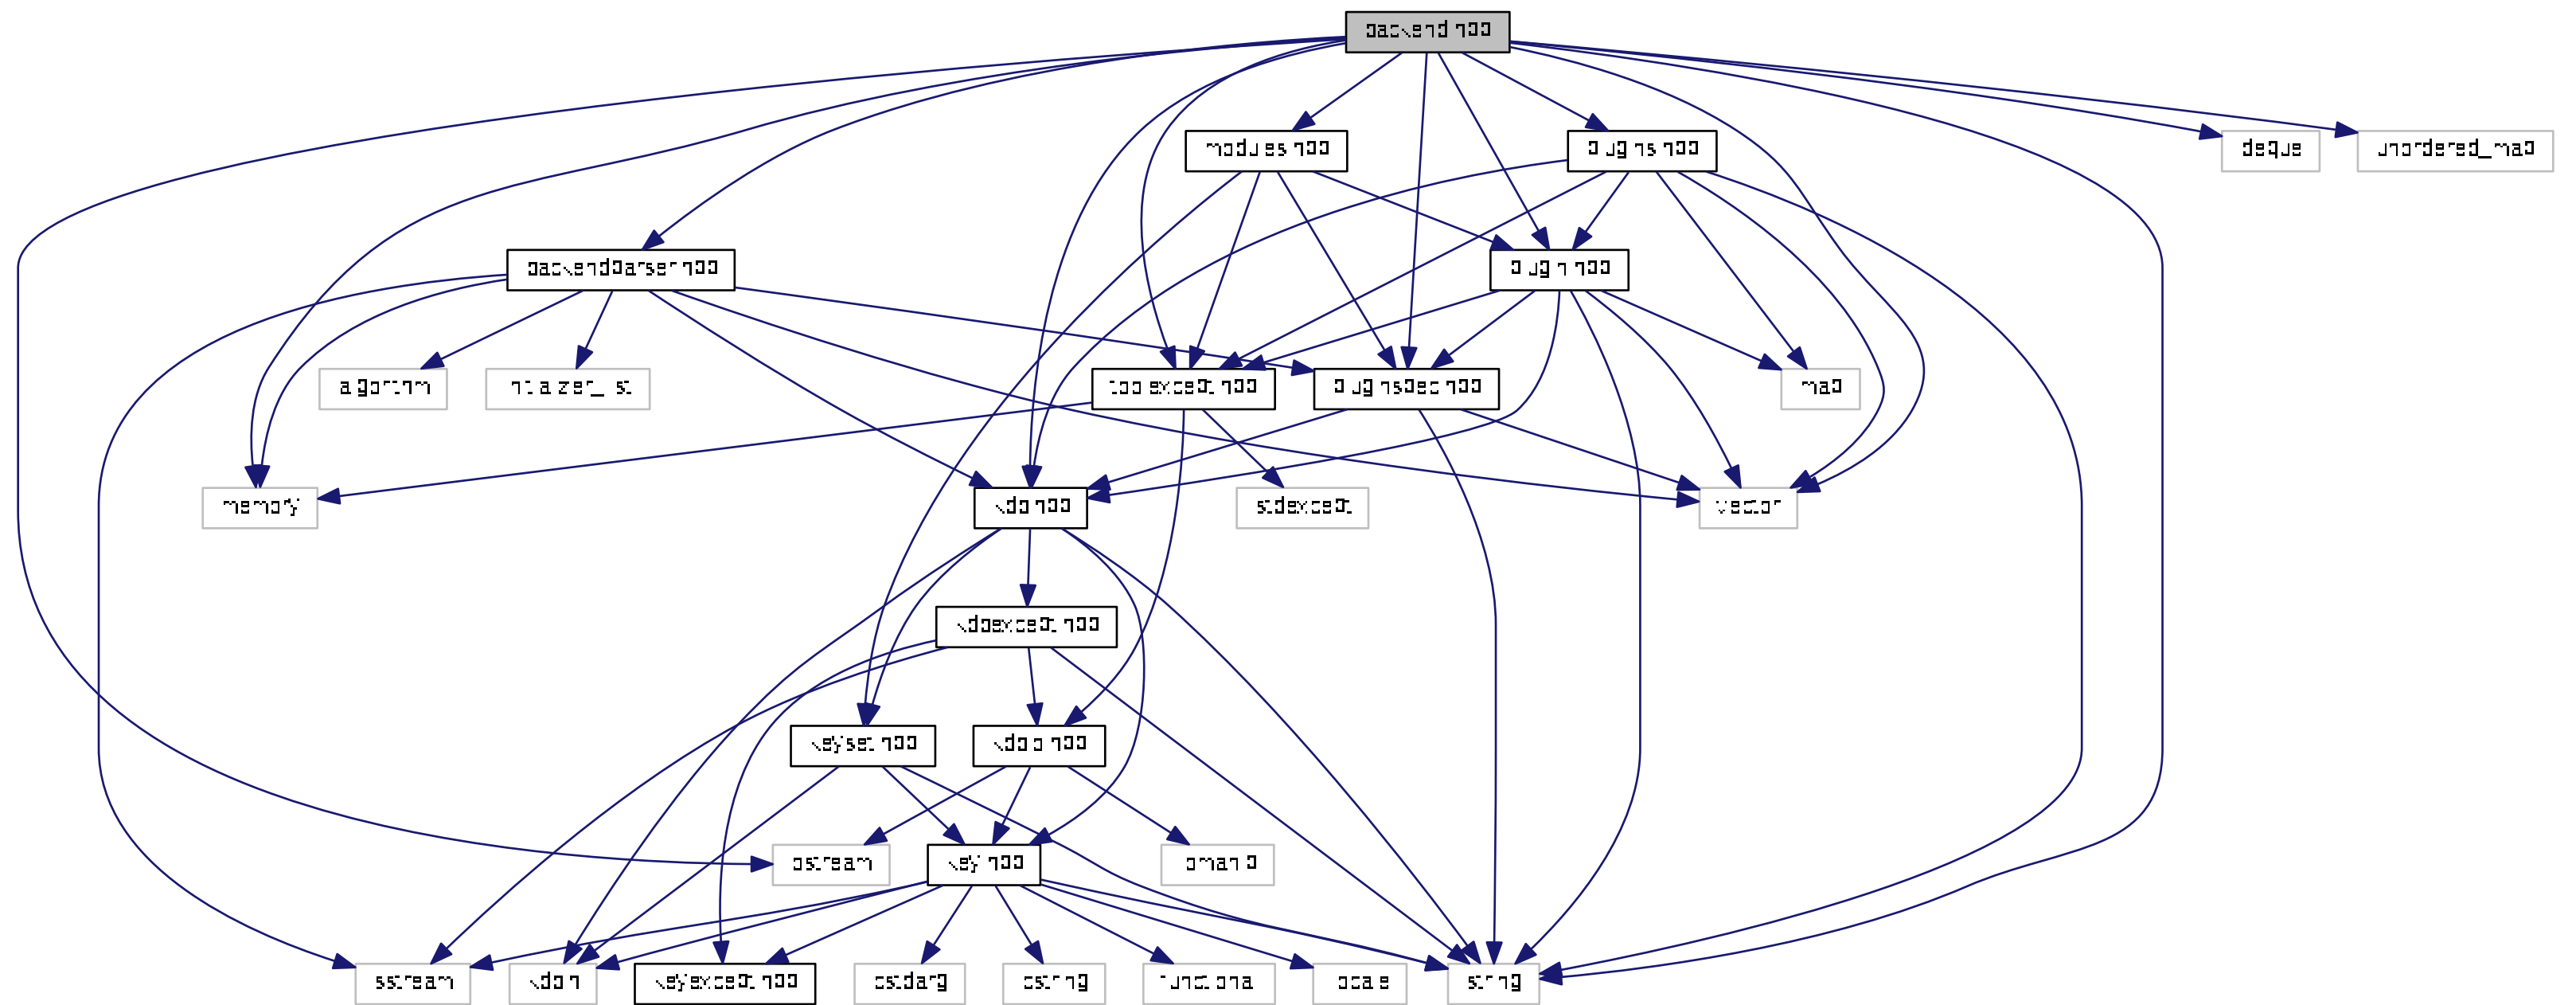 backend.hpp
modules.hpp
plugins.hpp
deque
unordered_map
backendparser.hpp
plugin.hpp
algorithm
initializer_list
toolexcept.hpp
pluginspec.hpp
map
memory
kdb.hpp
stdexcept
vector
kdbexcept.hpp
keyset.hpp
kdbio.hpp
ostream
key.hpp
iomanip
sstream
kdb.h
keyexcept.hpp
cstdarg
cstring
functional
locale
string